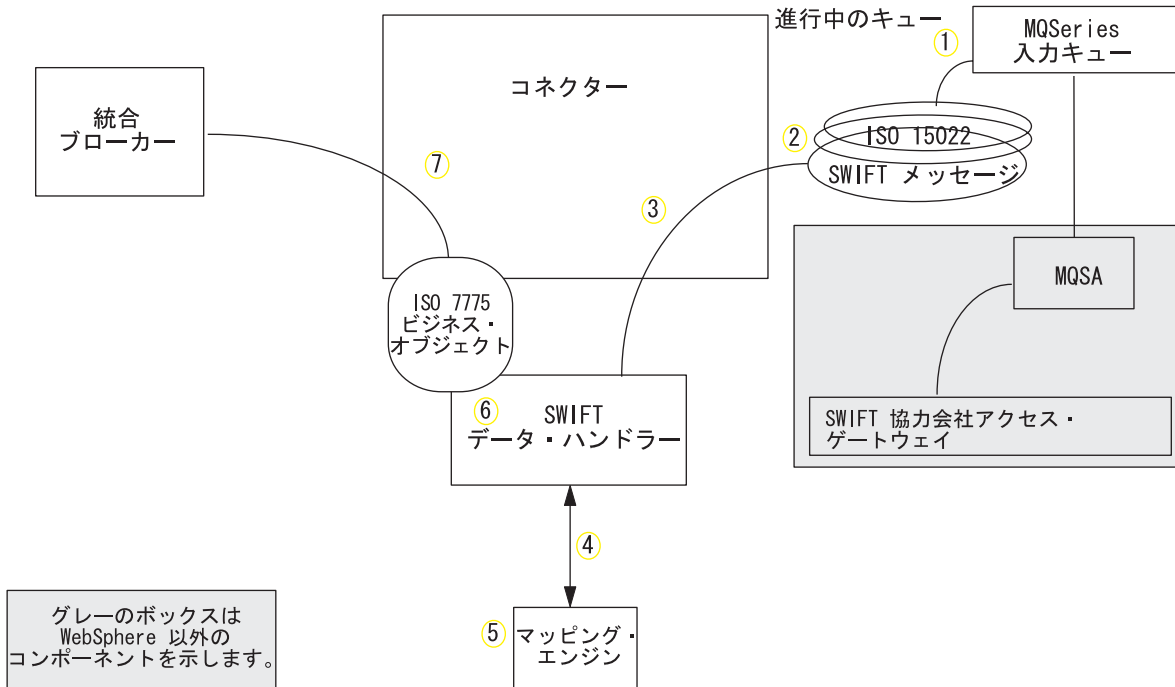 進行中のキュー
①
MQSeries
入力キュー
コネクター
統合
ブローカー
②
ISO 15022
SWIFT メッセージ
⑦
③
MQSA
ISO 7775
ビジネス・
オブジェクト
⑥
SWIFT
データ・ハンドラー
SWIFT 協力会社アクセス・
ゲートウェイ
④
グレーのボックスは
WebSphere 以外の
コンポーネントを示します。
⑤
マッピング・
エンジン